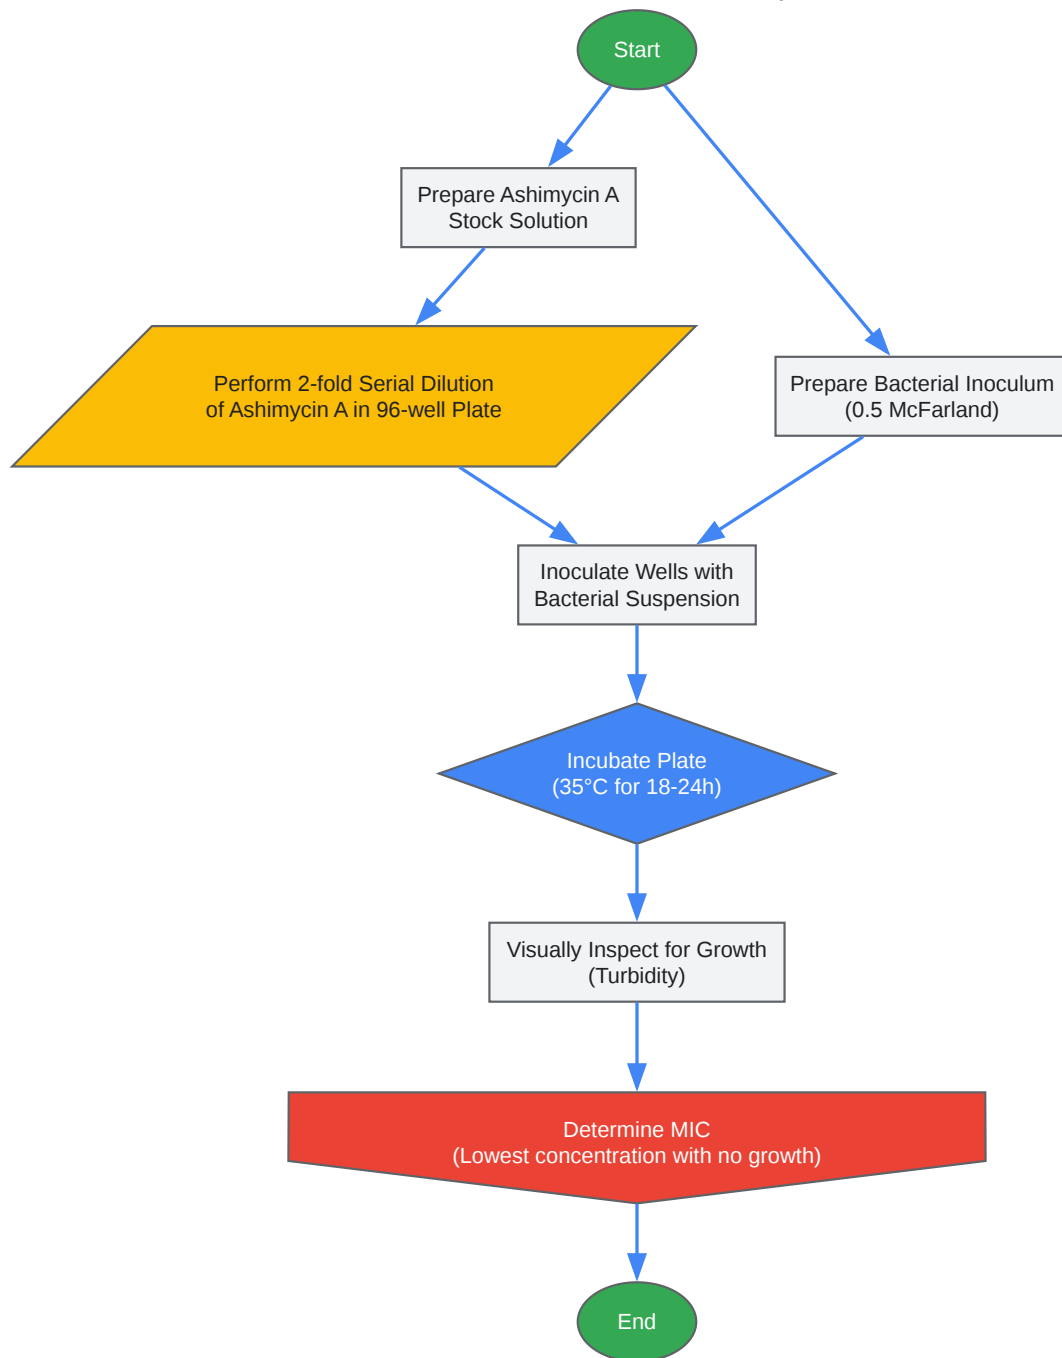 Start
Prepare Ashimycin A
Stock Solution
Perform 2-fold Serial Dilution
of Ashimycin A in 96-well Plate
Prepare Bacterial Inoculum
(0.5 McFarland)
Inoculate Wells with
Bacterial Suspension
Incubate Plate
(35°C for 18-24h)
Visually Inspect for Growth
(Turbidity)
Determine MIC
(Lowest concentration with no growth)
End